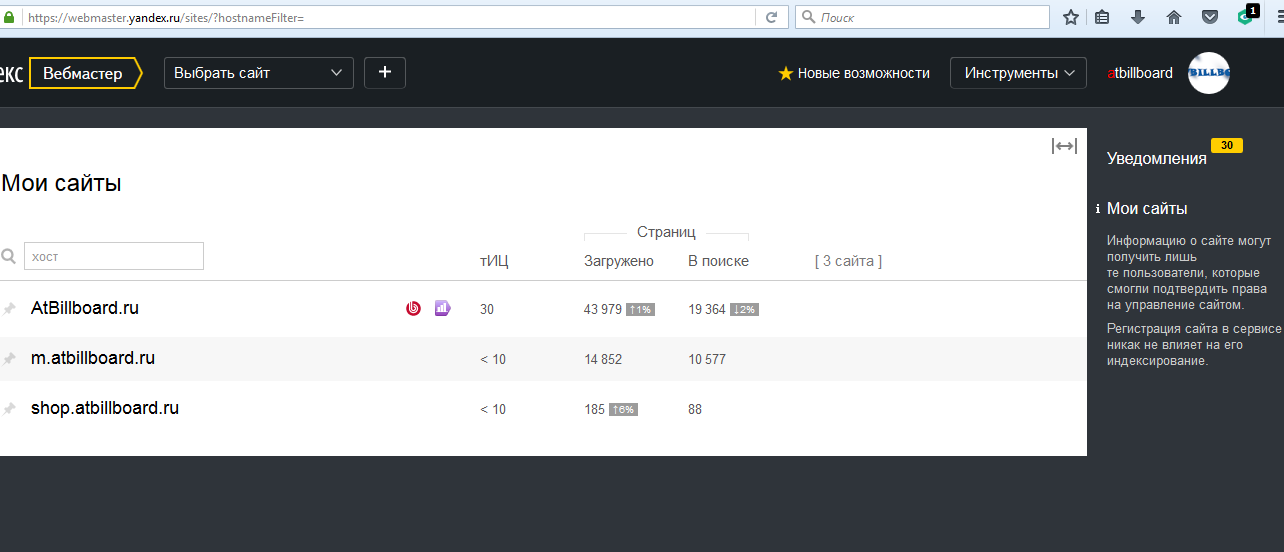 https://webmaster.yandex.ru/sites/?hostnameFilter=
Поиск
1
екс Вебмастер
Выбрать сайт
+
Новые возможности
Инструменты
atbillboard
BILLB
Мои сайты
хост
Страниц
тИЦ Загружено В поиске [ 3 сайта ]
AtBillboard.ru 30 43 979 ↑1% 19 364 ↓2%
m.atbillboard.ru < 10 14 852 10 577
shop.atbillboard.ru < 10 185 ↑6% 88
Уведомления 30
Мои сайты
Информацию о сайте могут
получить лишь
те пользователи, которые
смогли подтвердить права
на управление сайтом.
Регистрация сайта в сервисе
никак не влияет на его
индексирование.